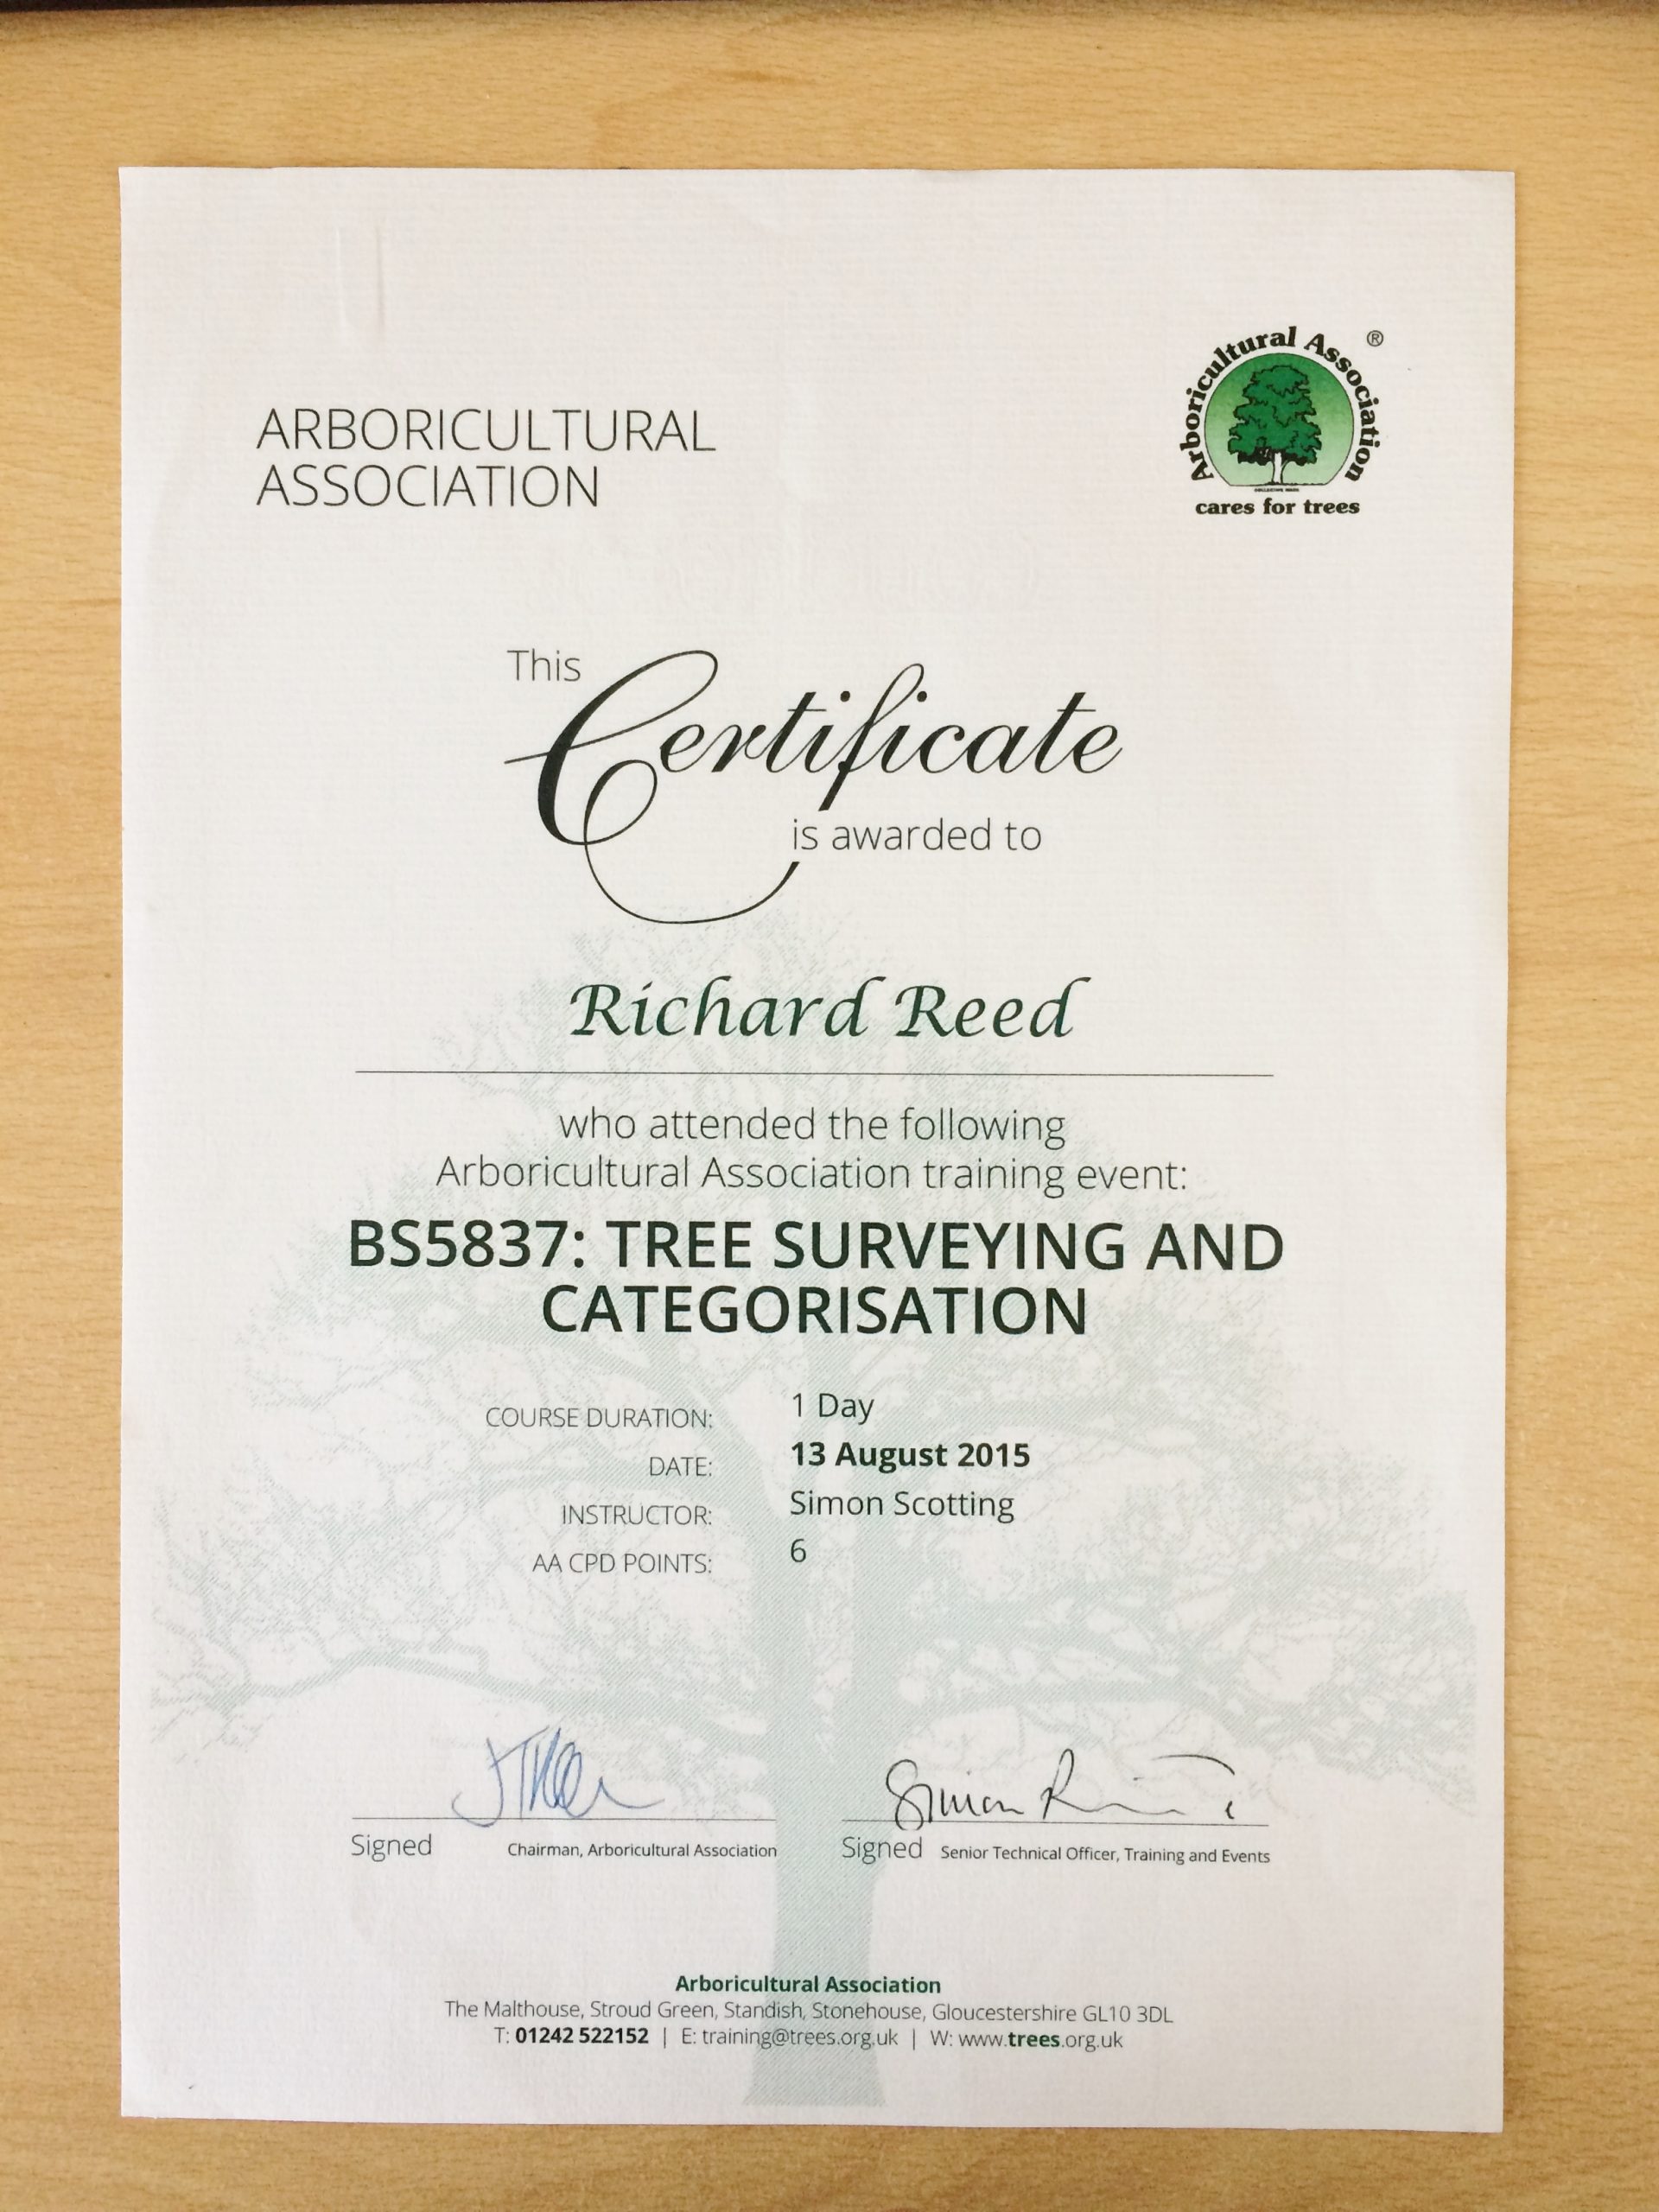 ARBORICULTURAL
ASSOCIATION
Arboricultural Association ®
cares for trees
This
Certificate
is awarded to
Richard Reed
who attended the following
Arboricultural Association training event:
BS5837: TREE SURVEYING AND
CATEGORISATION
COURSE DURATION: 1 Day
DATE: 13 August 2015
INSTRUCTOR: Simon Scotting
AA CPD POINTS: 6
Simon
Signed Chairman, Arboricultural Association
Signed Senior Technical Officer, Training and Events
Arboricultural Association
The Malthouse, Stroud Green, Standish, Stonehouse, Gloucestershire GL10 3DL
T: 01242 522152 | E: training@trees.org.uk | W: www.trees.org.uk